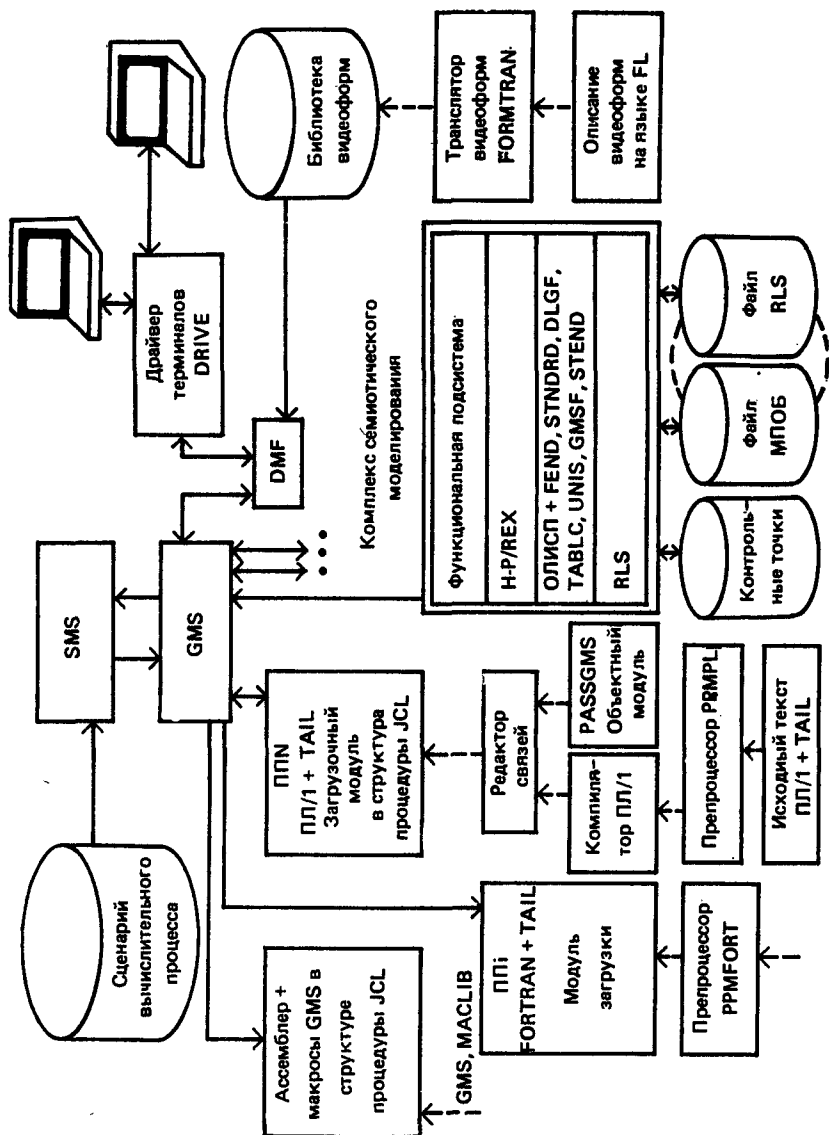 Сценарий
вычислительного
процесса
SMS
GMS
Драйвер
терминалов
DRIVE
DMF
Библиотека
видеоформ
Транслятор
видеоформ
FORMTRAN
Описание
видеоформ
на языке FL
Комплекс семиотического
моделирования
Функциональная подсистема
Н-Р/REX
ОЛИСП + FEND, STNDRD, DLGF,
TABLC, UNIS, GMSF, STEND
RLS
Контроль-
ные точки
Файл
МПОБ
Файл
RLS
Ассемблер +
макросы GMS в
структуре
процедуры JCL
GMS, MACLIB
ППN
ПЛ/1 + TAIL
Загрузочный
модуль
в структура
процедуры JCL
Редактор
связей
Компиля-
тор ПЛ/1
PASSGMS
Объектный
модуль
Препроцессор PRMPL
Исходный текст
ПЛ/1 + TAIL
ППi
FORTRAN + TAIL
Модуль
загрузки
Препроцессор
PPMFORT